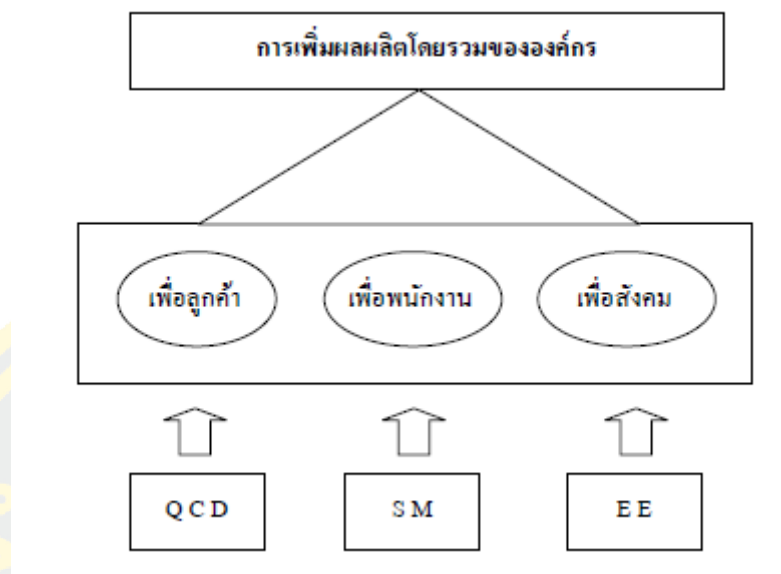 การเพิ่มผลผลิตโดยรวมขององค์กร
เพื่อลูกค้า
เพื่อพนักงาน
เพื่อสังคม
Q C D
S M
E E